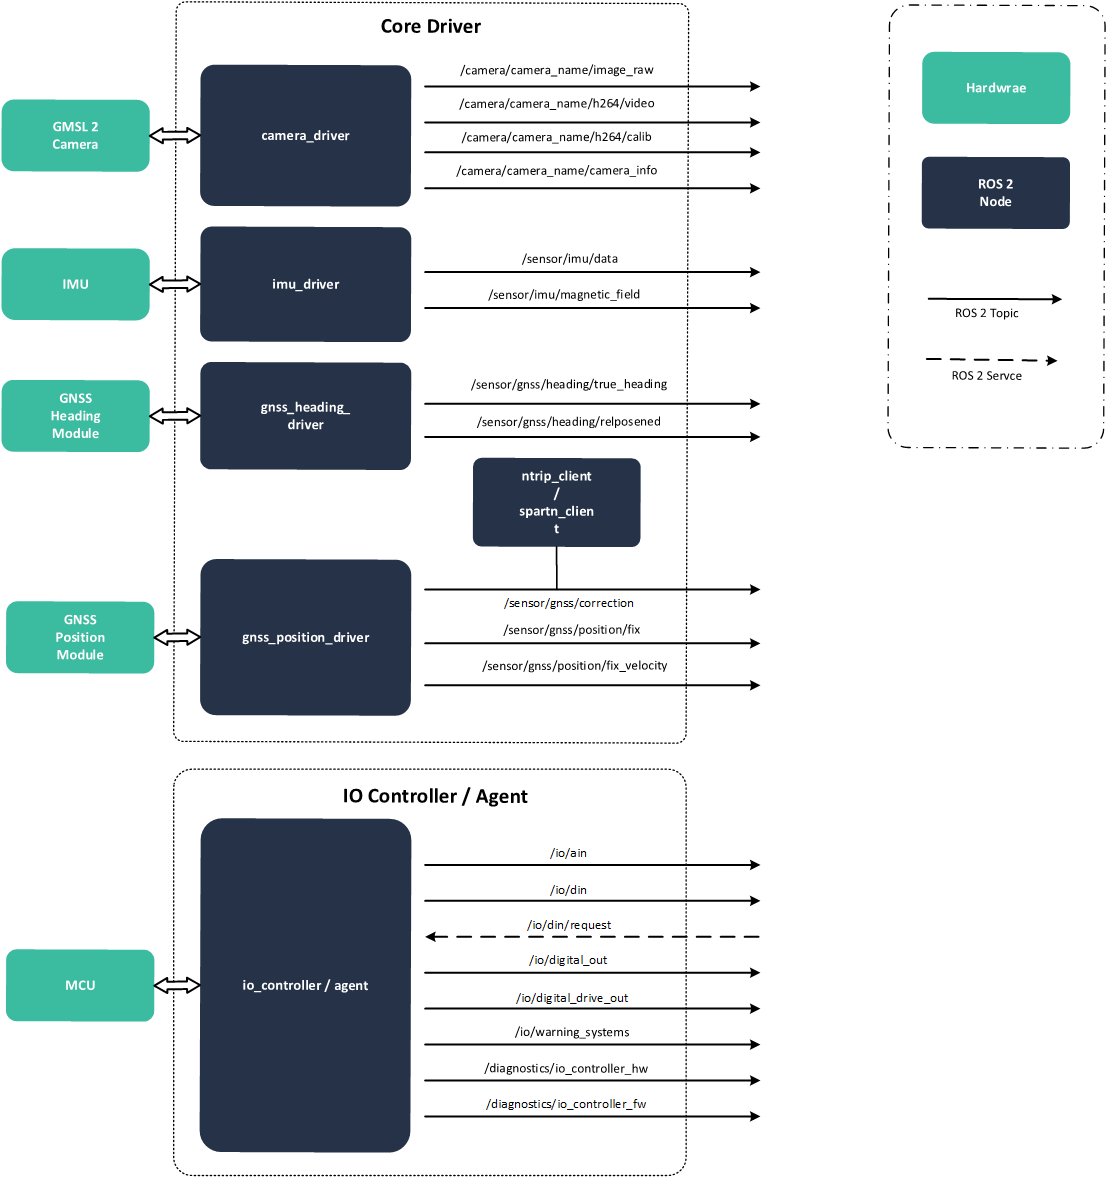 Core Driver
GMSL 2
Camera
camera_driver
/camera/camera_name/image_raw
/camera/camera_name/h264/video
/camera/camera_name/h264/calib
/camera/camera_name/camera_info
IMU
imu_driver
/sensor/imu/data
/sensor/imu/magnetic_field
GNSS
Heading
Module
gnss_heading_
driver
/sensor/gnss/heading/true_heading
/sensor/gnss/heading/relposened
ntrip_client
/
spartn_clien
t
GNSS
Position
Module
gnss_position_driver
/sensor/gnss/correction
/sensor/gnss/position/fix
/sensor/gnss/position/fix_velocity
IO Controller / Agent
MCU
io_controller / agent
/io/ain
/io/din
/io/din/request
/io/digital_out
/io/digital_drive_out
/io/warning_systems
/diagnostics/io_controller_hw
/diagnostics/io_controller_fw
Hardwrae
ROS 2
Node
ROS 2 Topic
ROS 2 Servce